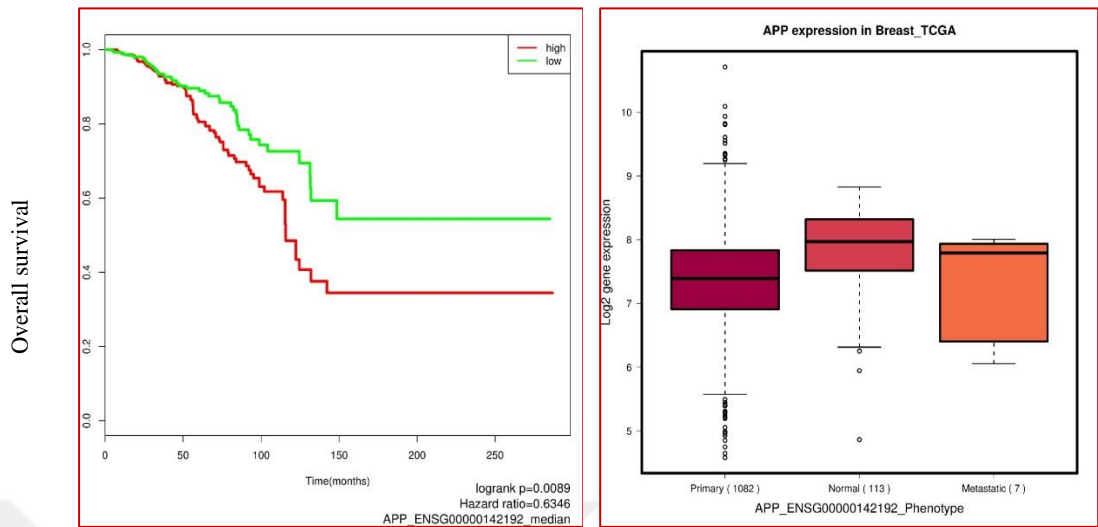 Overall survival
high
low
1.0
0.8
0.6
0.4
0.2
0.0
0 50 100 150 200 250
Time(months)
logrank p=0.0089
Hazard ratio=0.6346
APP_ENSG00000142192_median
APP expression in Breast_TCGA
Log2 gene expression
10
9
8
7
6
5
Primary ( 1082 ) Normal ( 113 ) Metastatic ( 7 )
APP_ENSG00000142192_Phenotype